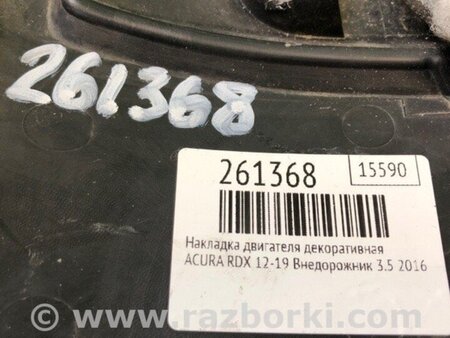 261368
261368 15590
Накладка двигателя декоративная
ACURA RDX 12-19 Внедорожник 3.5 2016
© www.razborki.com